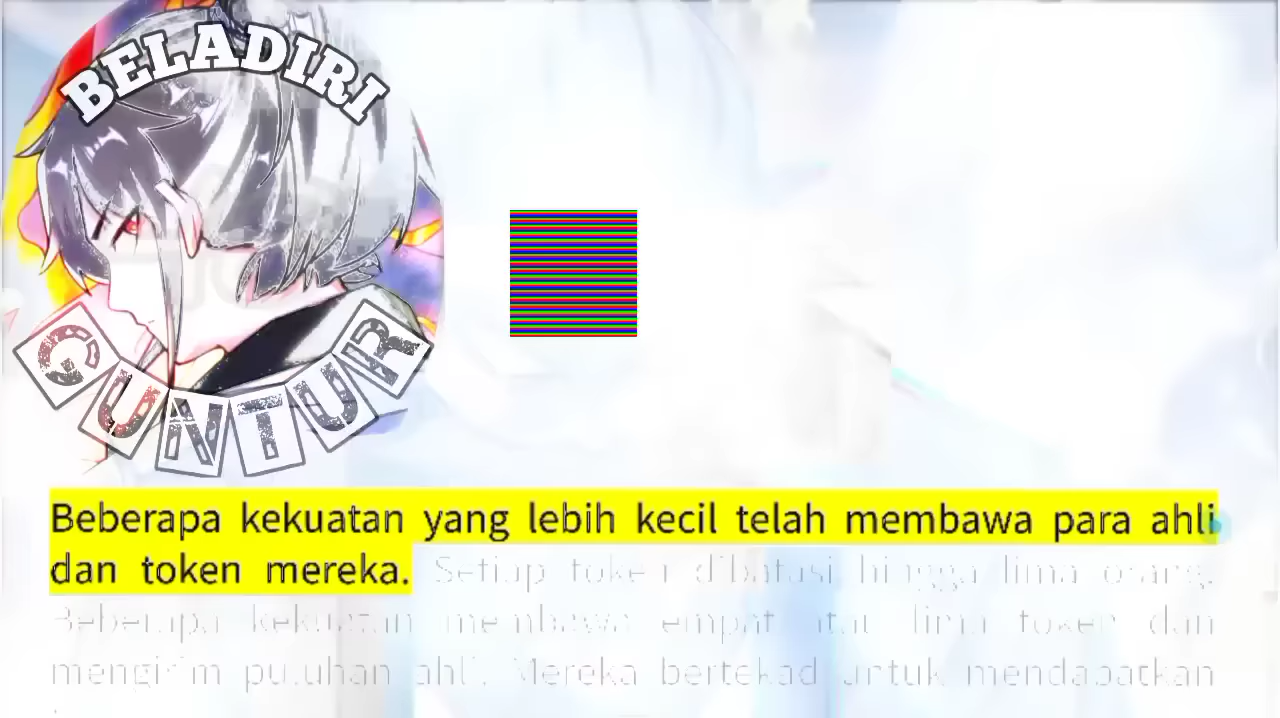 BELADIRI
GUNTUR
Beberapa kekuatan yang lebih kecil telah membawa para ahli
dan token mereka. Setiap token dibatasi hingga lima orang.
Beberapa kekuatan membawa empat atau lima token dan
mengirim puluhan ahli. Mereka bertekad untuk mendapatkan